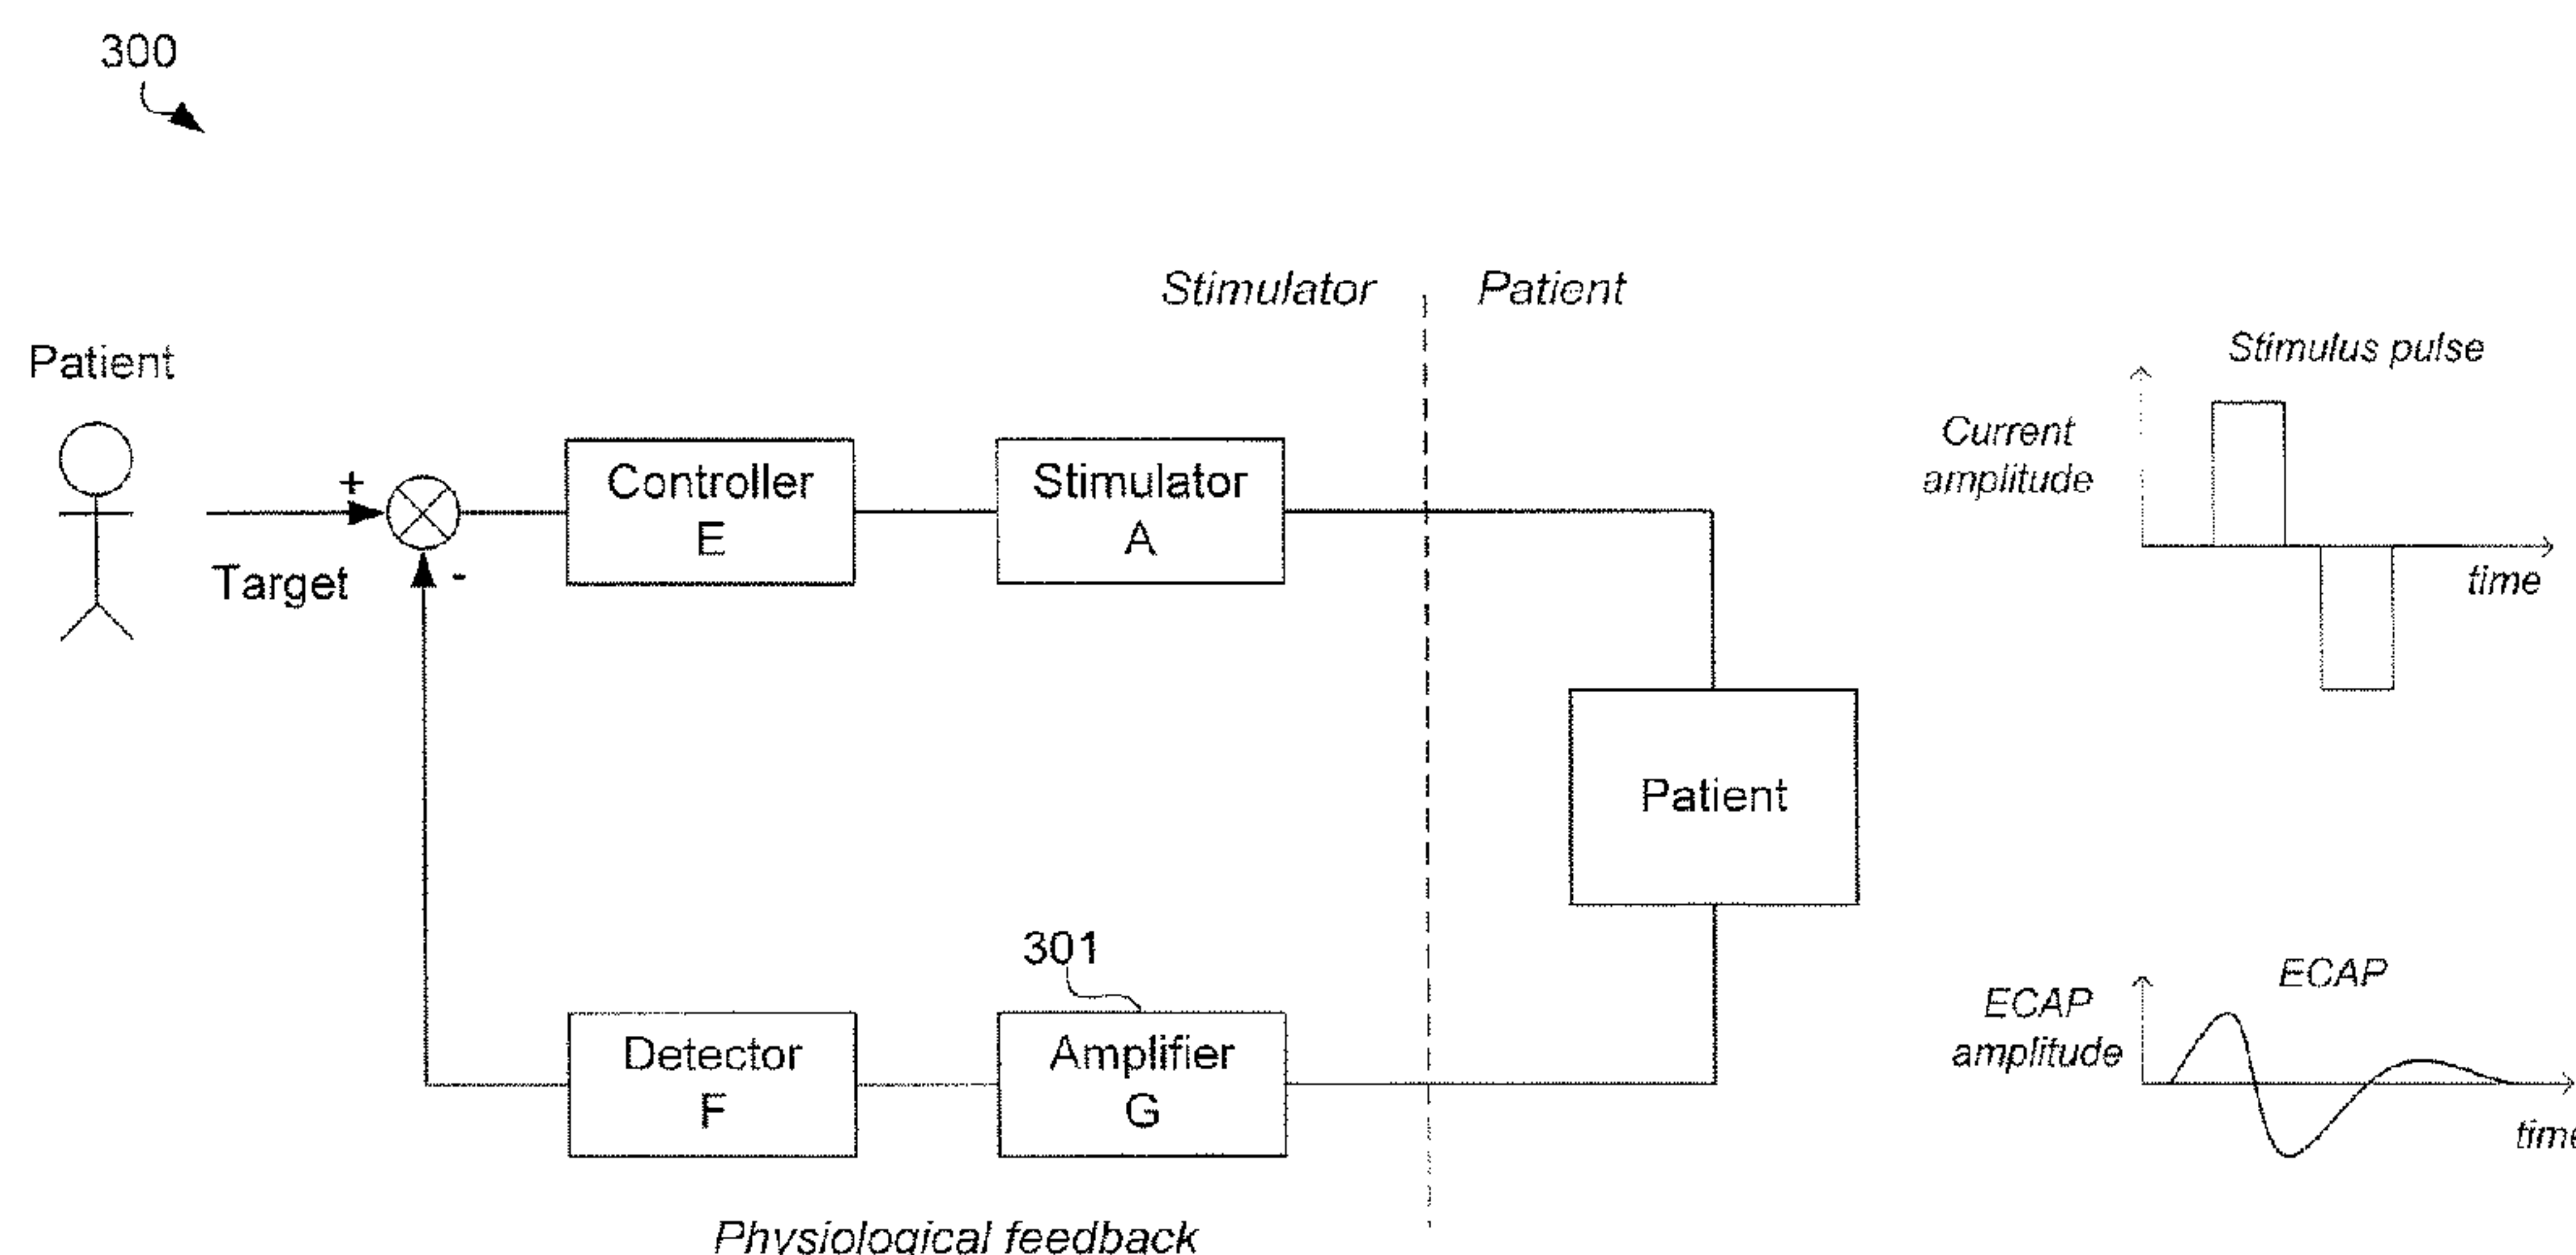 300
Stimulator
Patient
Patient
Stimulus pulse
Current
amplitude
time
+
Target
-
Controller
E
Stimulator
A
Patient
301
Detector
F
Amplifier
G
ECAP
ECAP
amplitude
time
Physiological feedback